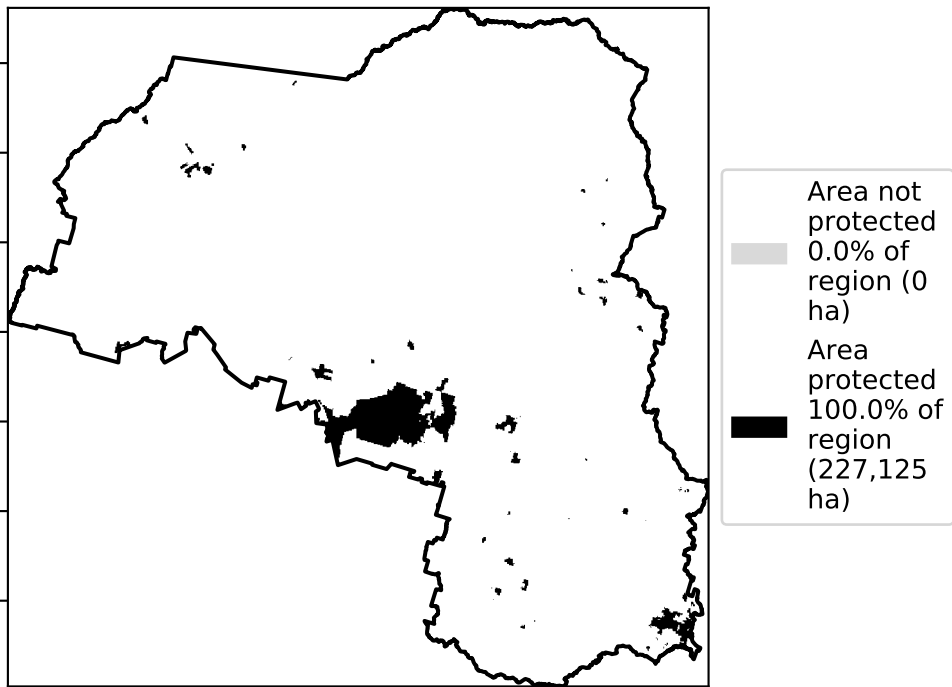 Area not
protected
0.0% of
region (0
ha)
Area
protected
100.0% of
region
(227,125
ha)